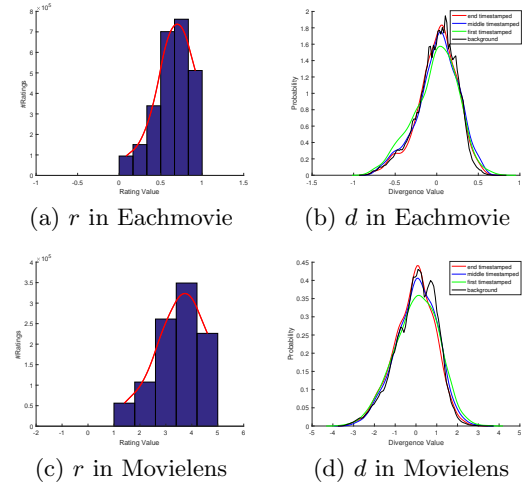 ×10^5
8
7
6
5
4
3
2
1
0
#Ratings
-1 -0.5 0 0.5 1
Rating Value
(a) r in Eachmovie
2
1.8
1.6
1.4
1.2
1
0.8
0.6
0.4
0.2
0
Probability
end timestamped
middle timestamped
first timestamped
background
-1.5 -1 -0.5 0 0.5 1
Divergence Value
(b) d in Eachmovie
×10^5
4
3.5
3
2.5
2
1.5
1
0.5
0
#Ratings
-2 -1 0 1 2 3 4 5 6
Rating Value
(c) r in Movielens
0.45
0.4
0.35
0.3
0.25
0.2
0.15
0.1
0.05
0
Probability
end timestamped
middle timestamped
first timestamped
background
-5 -4 -3 -2 -1 0 1 2 3 4 5
Divergence Value
(d) d in Movielens